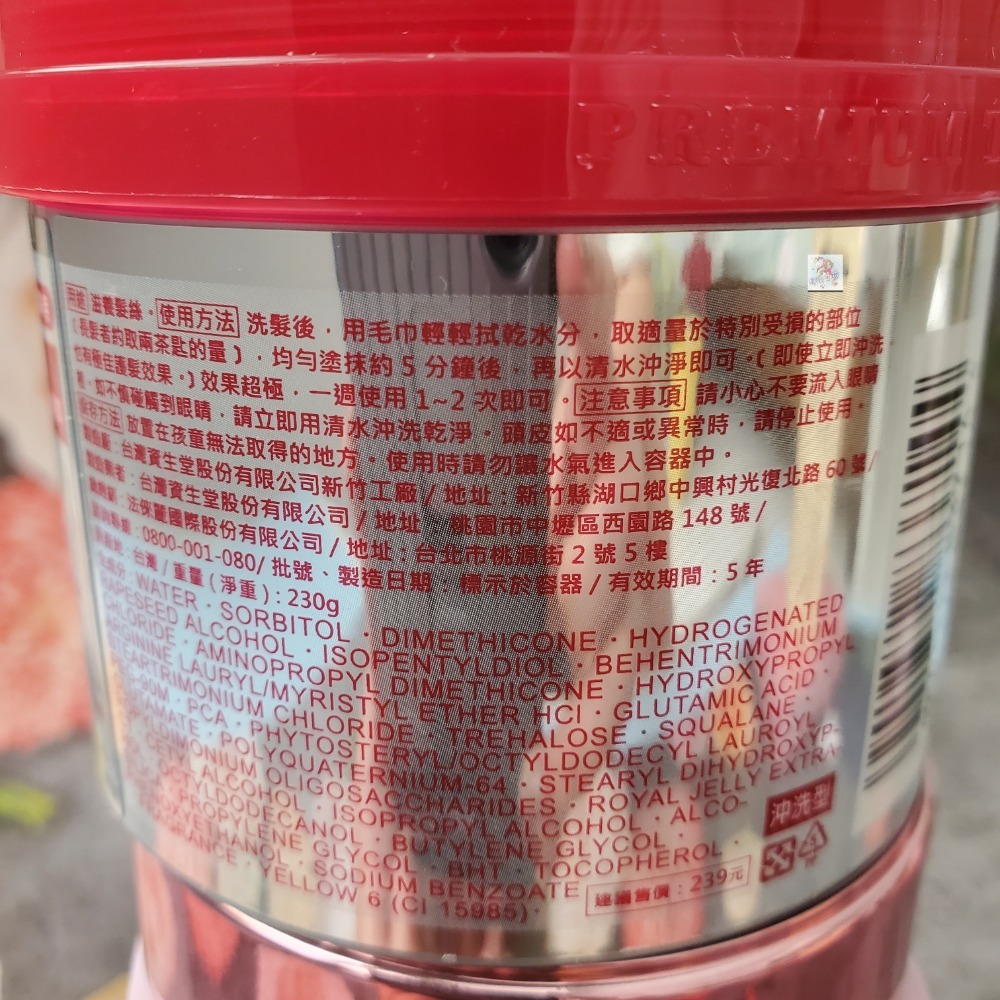 PREMIUM
用途 滋養髮絲。使用方法 洗髮後,用毛巾輕輕拭乾水分,取適量於特別受損的部位
(長髮者約取兩茶匙的量),均勻塗抹約5分鐘後,再以清水沖淨即可。(即使立即沖洗
也有極佳護髮效果。)效果超極,一週使用1~2次即可。注意事項 請小心不要流入眼睛
如不慎碰觸到眼睛,請立即用清水沖洗乾淨。頭皮如不適或異常時,請停止使用。
方法 放置在孩童無法取得的地方。使用時請勿讓水氣進入容器中。
台灣資生堂股份有限公司新竹工廠/地址:新竹縣湖口鄉中興村光復北路60號/
台灣資生堂股份有限公司/地址:桃園市中壢區西園路148號/
法徠麗國際股份有限公司/地址:台北市桃源街2號5樓
0800-001-080/批號、製造日期:標示於容器/有效期間:5年
台灣/重量(淨重):230g
WATER・SORBITOL・DIMETHICONE・HYDROGENATED
RAPESEED ALCOHOL・ISOPENTYLDIOL・BEHENTRIMONIUM
CHLORIDE・AMINOPROPYL DIMETHICONE・HYDROXYPROPYL
ARGININE LAURYL/MYRISTYL ETHER HCI・GLUTAMIC ACID・
STEARTRIMONIUM CHLORIDE・TREHALOSE・SQUALANE・
-90M・PCA・PHYTOSTERYL/OCTYLDODECYL LAUROYL
GLUTAMATE・POLYQUATERNIUM-64・STEARYL DIHYDROXYP-
ROPYLDIMONIUM OLIGOSACCHARIDES・ROYAL JELLY EXTRA-
ALCOHOL・ISOPROPYL ALCOHOL・ALCO-
OCTYLDODECANOL・BUTYLENE GLYCOL・
DIPROPYLENE GLYCOL・BHT・TOCOPHEROL・
PHENOXYETHANOL・SODIUM BENZOATE
FRAGRANCE・YELLOW 6 (CI 15985)・
沖洗型
建議售價:239元
PP